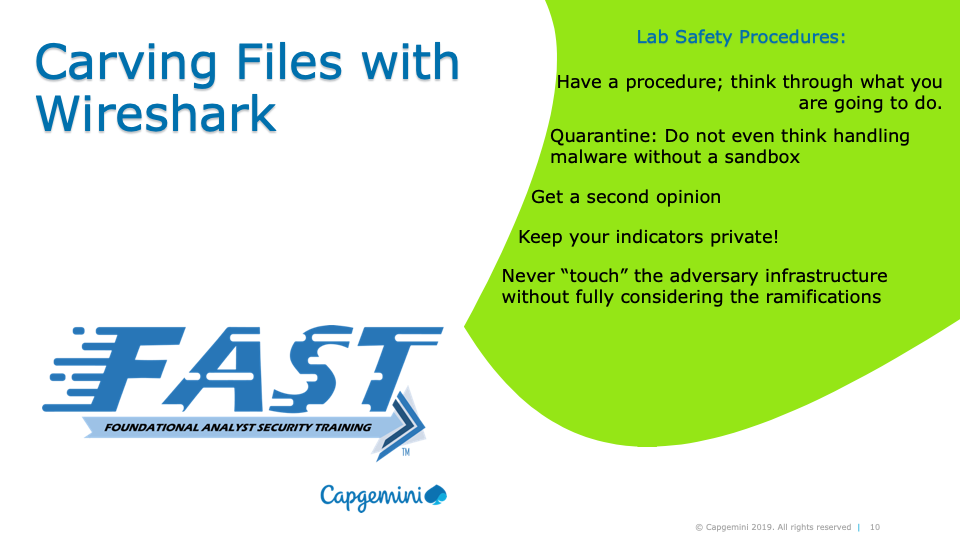 Carving Files with
Wireshark
Lab Safety Procedures:
Have a procedure; think through what you
are going to do.
Quarantine: Do not even think handling
malware without a sandbox
Get a second opinion
Keep your indicators private!
Never “touch” the adversary infrastructure
without fully considering the ramifications
FAST
FOUNDATIONAL ANALYST SECURITY TRAINING
TM
Capgemini
© Capgemini 2019. All rights reserved | 10